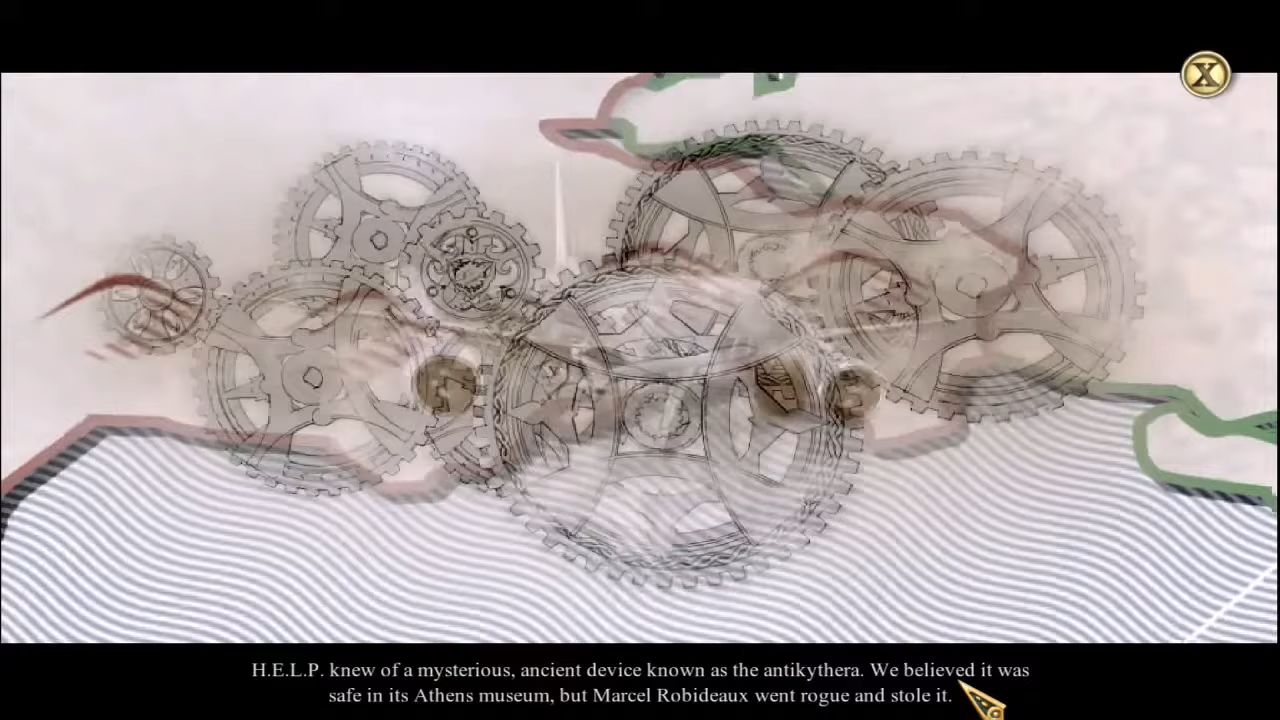 X
H.E.L.P. knew of a mysterious, ancient device known as the antikythera. We believed it was
safe in its Athens museum, but Marcel Robideaux went rogue and stole it.